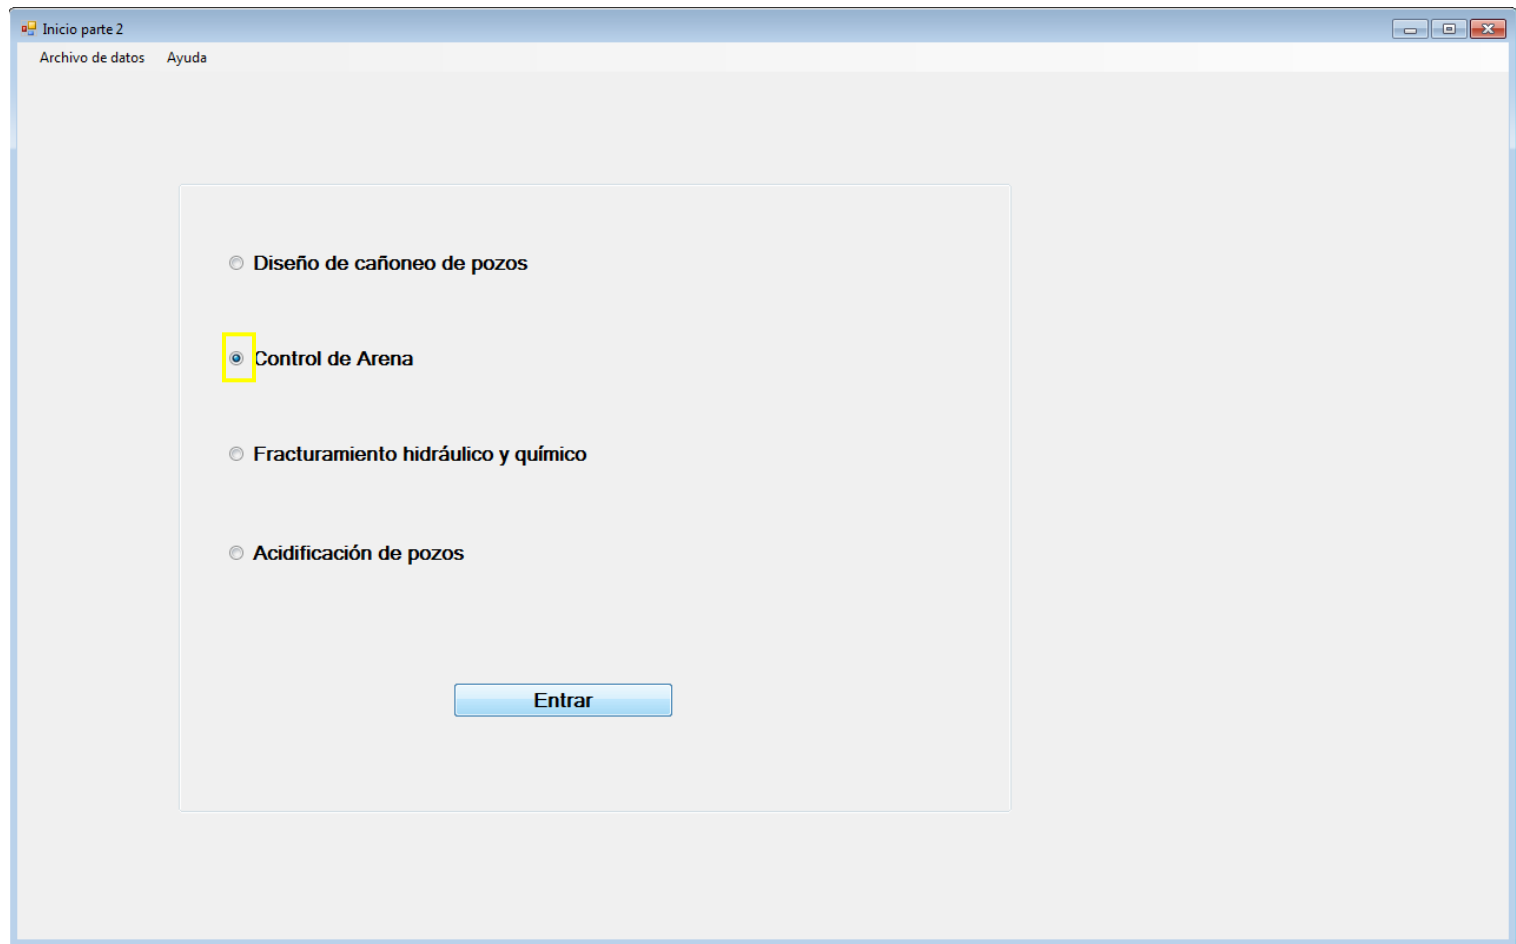 Inicio parte 2
Archivo de datos Ayuda
Diseño de cañoneo de pozos
Control de Arena
Fracturamiento hidráulico y químico
Acidificación de pozos
Entrar